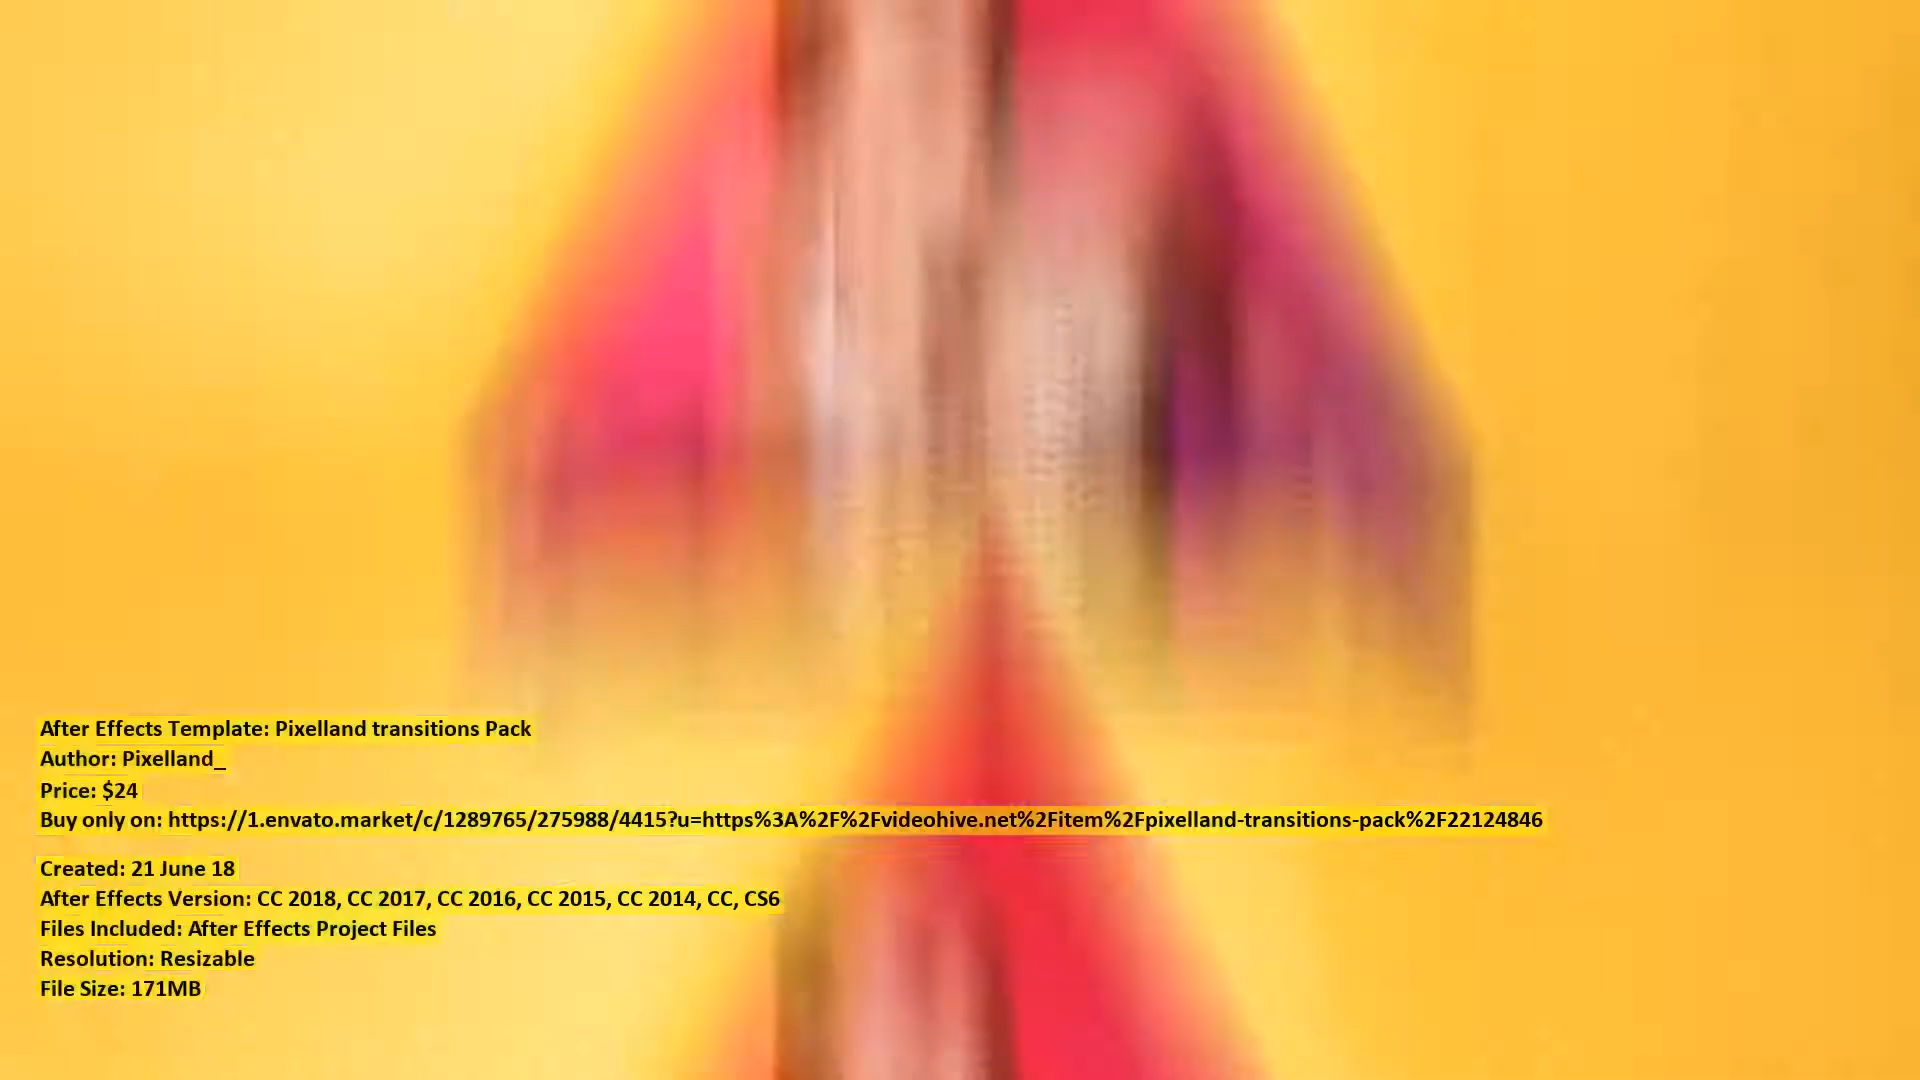 After Effects Template: Pixelland transitions Pack
Author: Pixelland_
Price: $24
Buy only on: https://1.envato.market/c/1289765/275988/4415?u=https%3A%2F%2Fvideohive.net%2Fitem%2Fpixelland-transitions-pack%2F22124846
Created: 21 June 18
After Effects Version: CC 2018, CC 2017, CC 2016, CC 2015, CC 2014, CC, CS6
Files Included: After Effects Project Files
Resolution: Resizable
File Size: 171MB